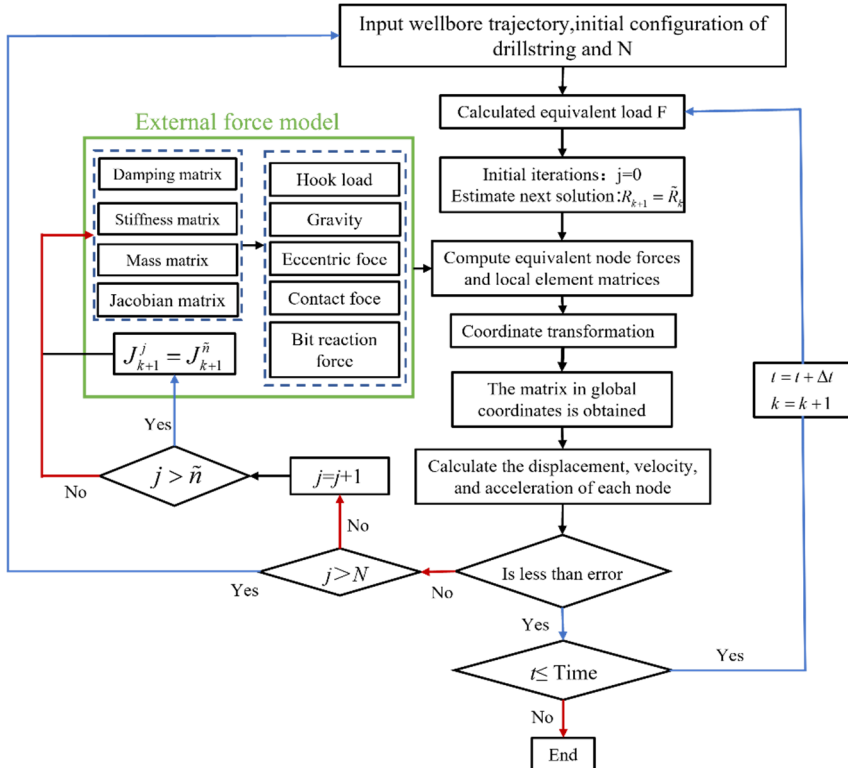 Input wellbore trajectory,initial configuration of
drillstring and N
Calculated equivalent load F
External force model
Damping matrix
Stiffness matrix
Mass matrix
Jacobian matrix
Hook load
Gravity
Eccentric foce
Contact foce
Bit reaction
force
Initial iterations: j=0
Estimate next solution:R_{k+1} = R̃_k
Compute equivalent node forces
and local element matrices
Coordinate transformation
J^j_{k+1} = J^ñ_{k+1}
The matrix in global
coordinates is obtained
t = t + Δt
k = k + 1
Yes
Calculate the displacement, velocity,
and acceleration of each node
j > ñ
No
j=j+1
No
j>N
Yes
Is less than error
No
Yes
t≤ Time
Yes
No
End